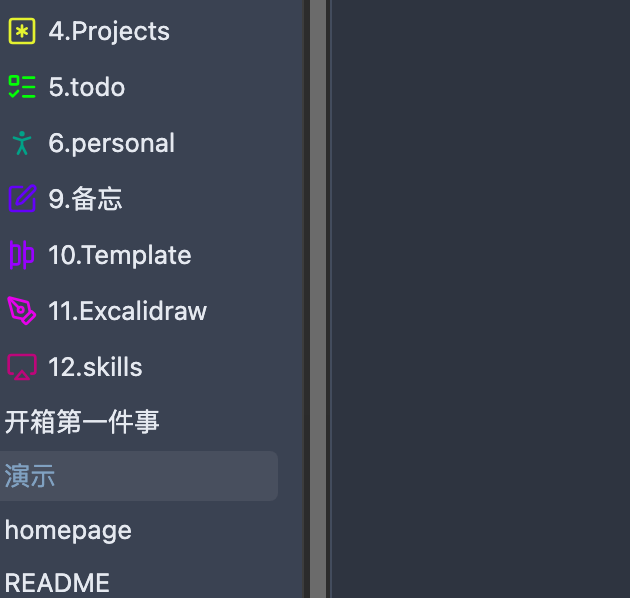 4.Projects
5.todo
6.personal
9.备忘
10.Template
11.Excalidraw
12.skills
开箱第一件事
演示
homepage
README